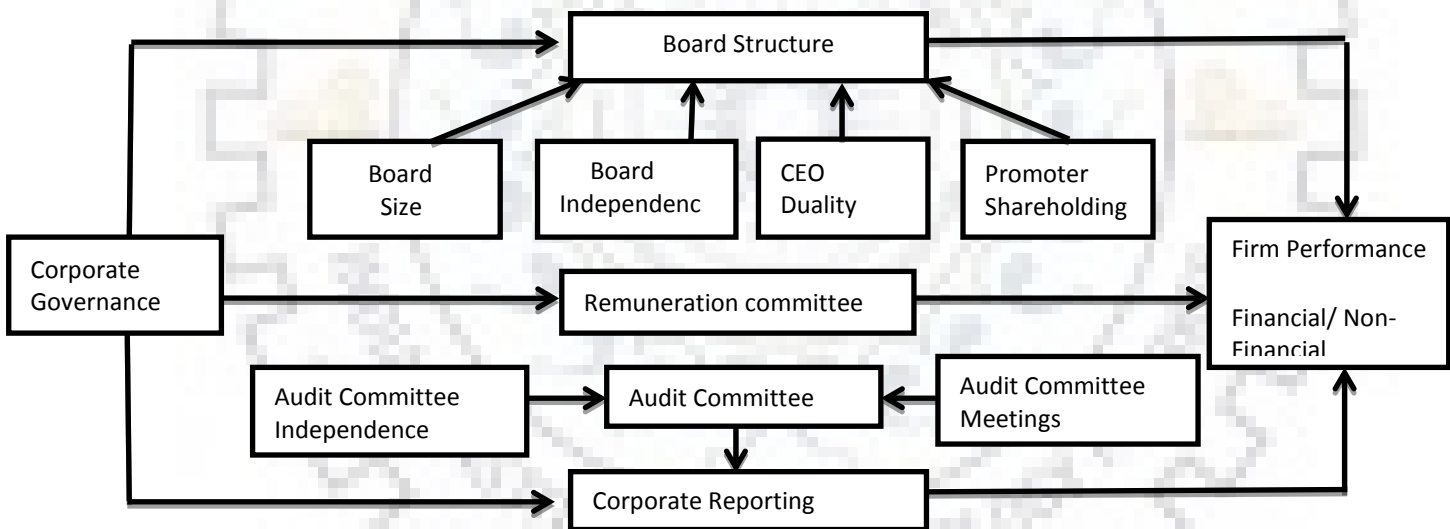 Board Structure
Board
Size
Board
Independenc
CEO
Duality
Promoter
Shareholding
Corporate
Governance
Remuneration committee
Firm Performance
Financial/ Non-
Financial
Audit Committee
Independence
Audit Committee
Audit Committee
Meetings
Corporate Reporting